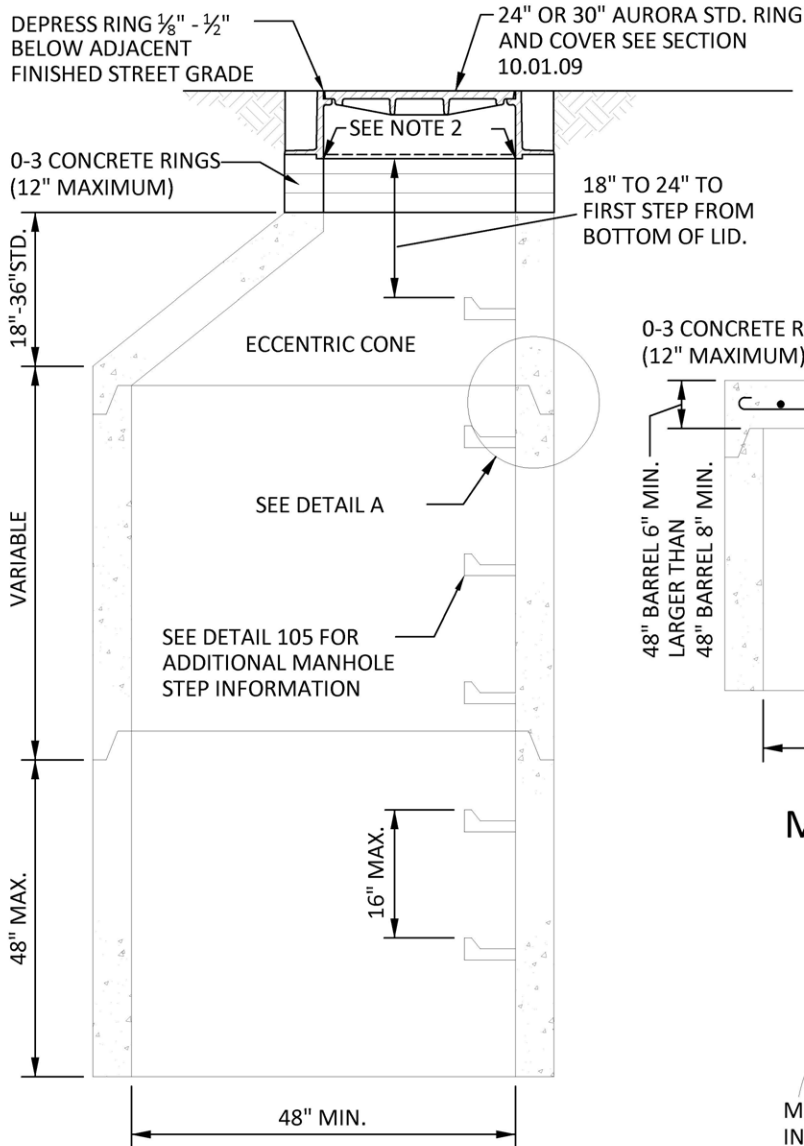 DEPRESS RING ⅛" - ½"
BELOW ADJACENT
FINISHED STREET GRADE
24" OR 30" AURORA STD. RING
AND COVER SEE SECTION
10.01.09
SEE NOTE 2
0-3 CONCRETE RINGS
(12" MAXIMUM)
18" TO 24" TO
FIRST STEP FROM
BOTTOM OF LID.
18"-36"STD.
ECCENTRIC CONE
0-3 CONCRETE R
(12" MAXIMUM)
48" BARREL 6" MIN.
LARGER THAN
48" BARREL 8" MIN.
SEE DETAIL A
VARIABLE
SEE DETAIL 105 FOR
ADDITIONAL MANHOLE
STEP INFORMATION
M
48" MAX.
16" MAX.
48" MIN.
M
IN